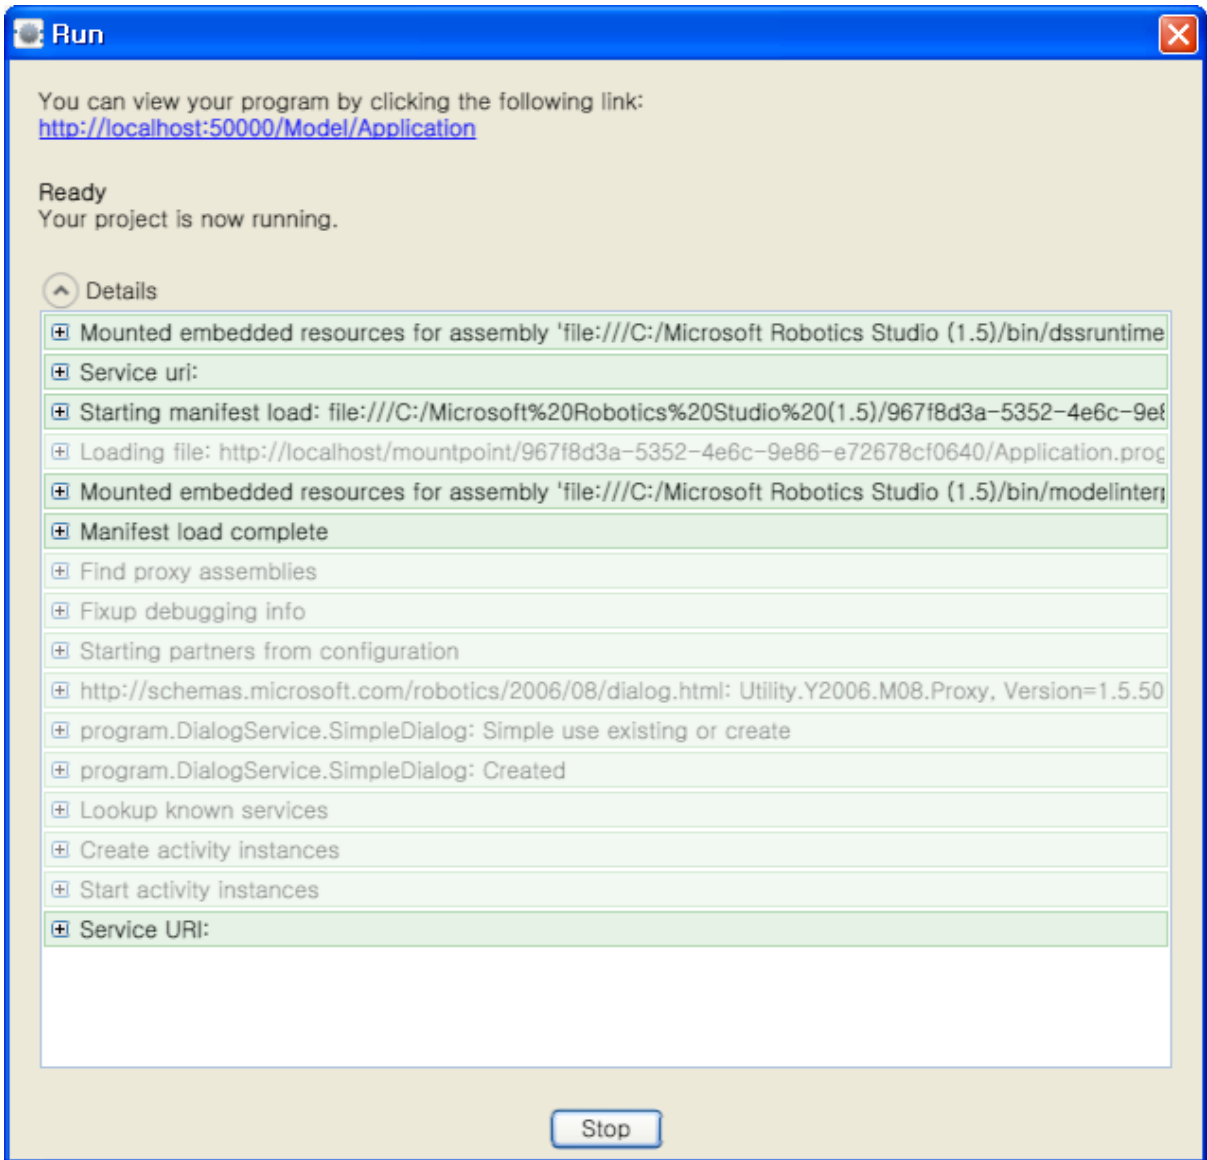 Run
You can view your program by clicking the following link:
http://localhost:50000/Model/Application
Ready
Your project is now running.
Details
Mounted embedded resources for assembly 'file:///C:/Microsoft Robotics Studio (1.5)/bin/dssruntime
Service uri:
Starting manifest load: file:///C:/Microsoft%20Robotics%20Studio%20(1.5)/967f8d3a-5352-4e6c-9e8
Loading file: http://localhost/mountpoint/967f8d3a-5352-4e6c-9e86-e72678cf0640/Application.prog
Mounted embedded resources for assembly 'file:///C:/Microsoft Robotics Studio (1.5)/bin/modelinterp
Manifest load complete
Find proxy assemblies
Fixup debugging info
Starting partners from configuration
http://schemas.microsoft.com/robotics/2006/08/dialog.html: Utility.Y2006.M08.Proxy, Version=1.5.50
program.DialogService.SimpleDialog: Simple use existing or create
program.DialogService.SimpleDialog: Created
Lookup known services
Create activity instances
Start activity instances
Service URI:
Stop